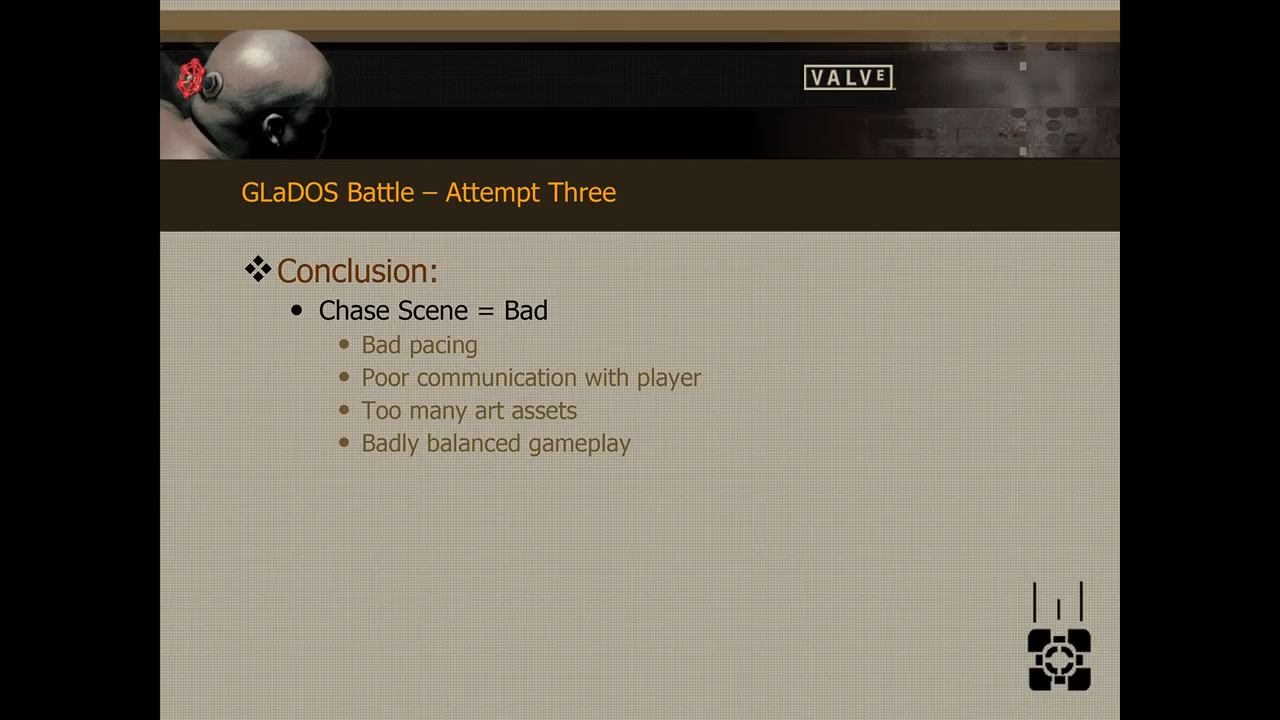 VALVE
GLaDOS Battle – Attempt Three
Conclusion:
Chase Scene = Bad
Bad pacing
Poor communication with player
Too many art assets
Badly balanced gameplay